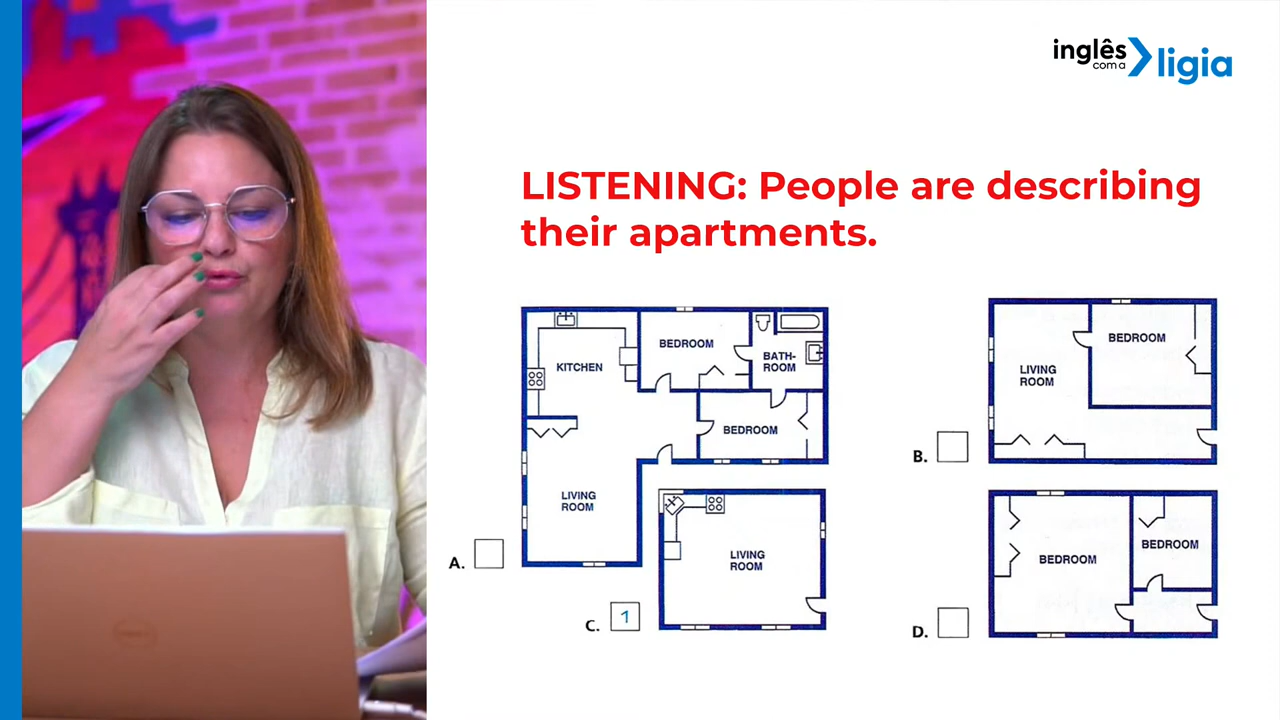 inglês
com a
ligia
LISTENING: People are describing
their apartments.
KITCHEN
BEDROOM
BATH-
ROOM
BEDROOM
LIVING
ROOM
A.
LIVING
ROOM
C. 1
BEDROOM
LIVING
ROOM
B.
BEDROOM
BEDROOM
D.